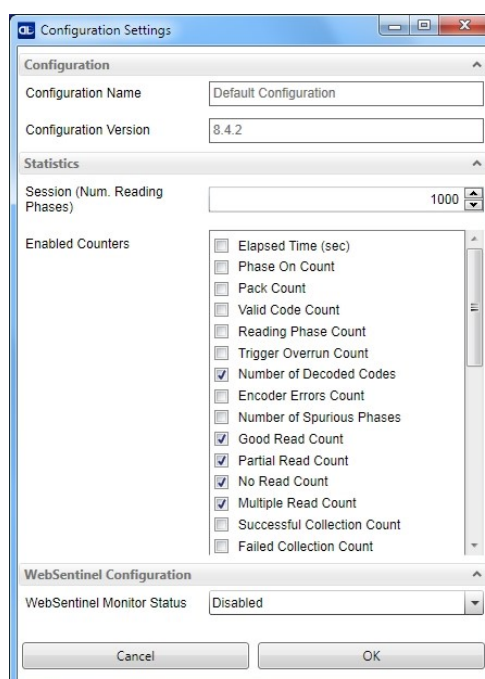 Configuration Settings
Configuration
Configuration Name Default Configuration
Configuration Version 8.4.2
Statistics
Session (Num. Reading Phases) 1000
Enabled Counters
Elapsed Time (sec)
Phase On Count
Pack Count
Valid Code Count
Reading Phase Count
Trigger Overrun Count
Number of Decoded Codes
Encoder Errors Count
Number of Spurious Phases
Good Read Count
Partial Read Count
No Read Count
Multiple Read Count
Successful Collection Count
Failed Collection Count
WebSentinel Configuration
WebSentinel Monitor Status Disabled
Cancel OK